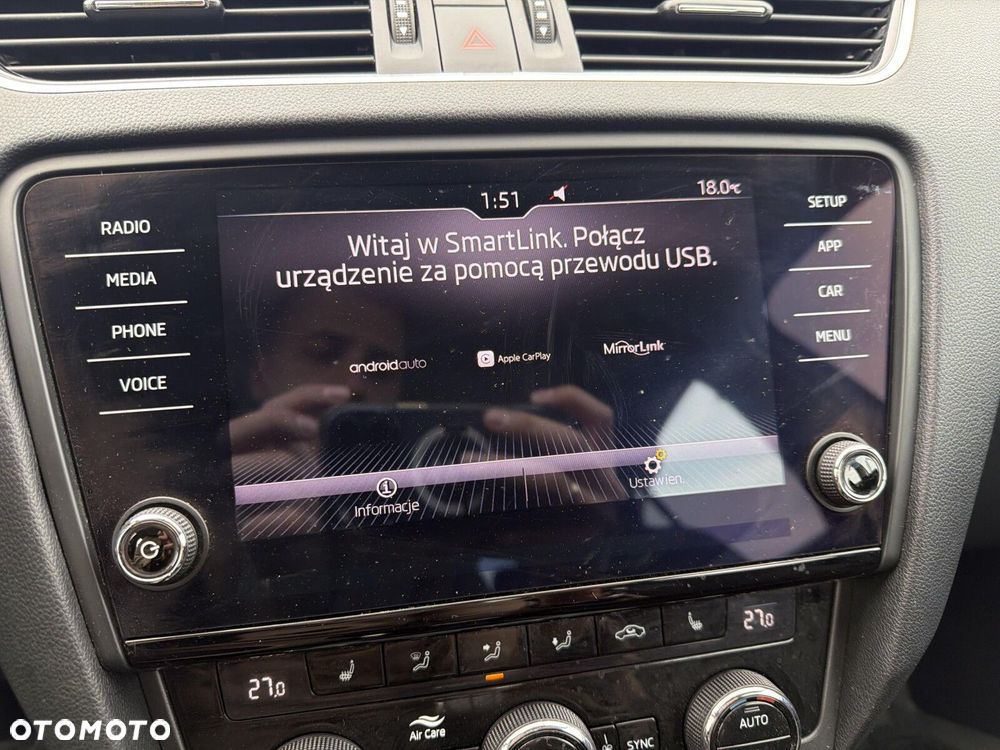 1:51
18.0°C
Witaj w SmartLink. Połącz
urządzenie za pomocą przewodu USB.
androidauto
Apple CarPlay
MirrorLink
Informacje
Ustawien.
RADIO
MEDIA
PHONE
VOICE
SETUP
APP
CAR
MENU
27.0
27.0
Air Care
SYNC
AUTO
OTOMOTO